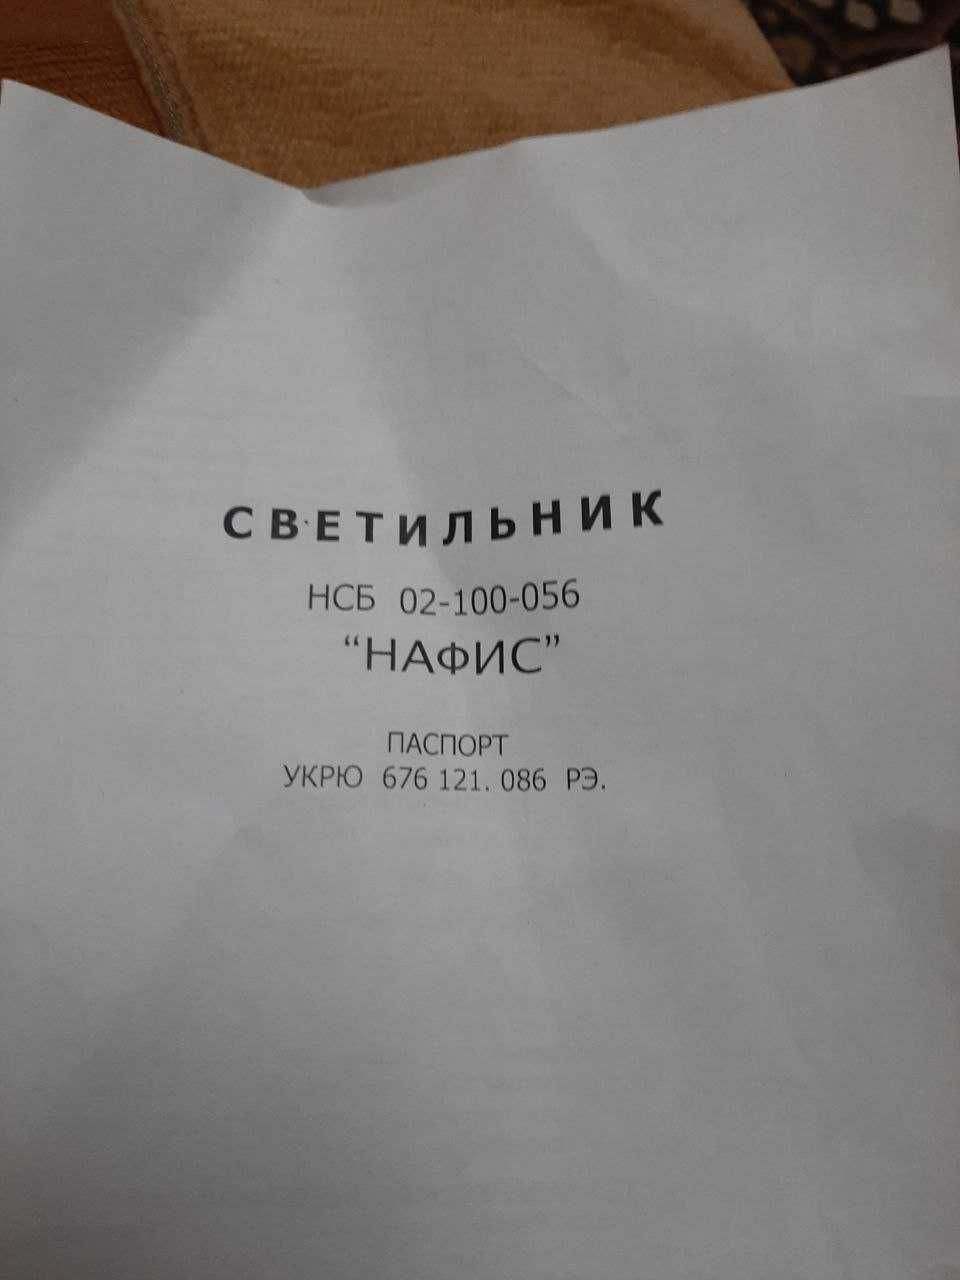 СВЕТИЛЬНИК
НСБ 02-100-056
“НАФИС”
ПАСПОРТ
УКРЮ 676 121. 086 РЭ.